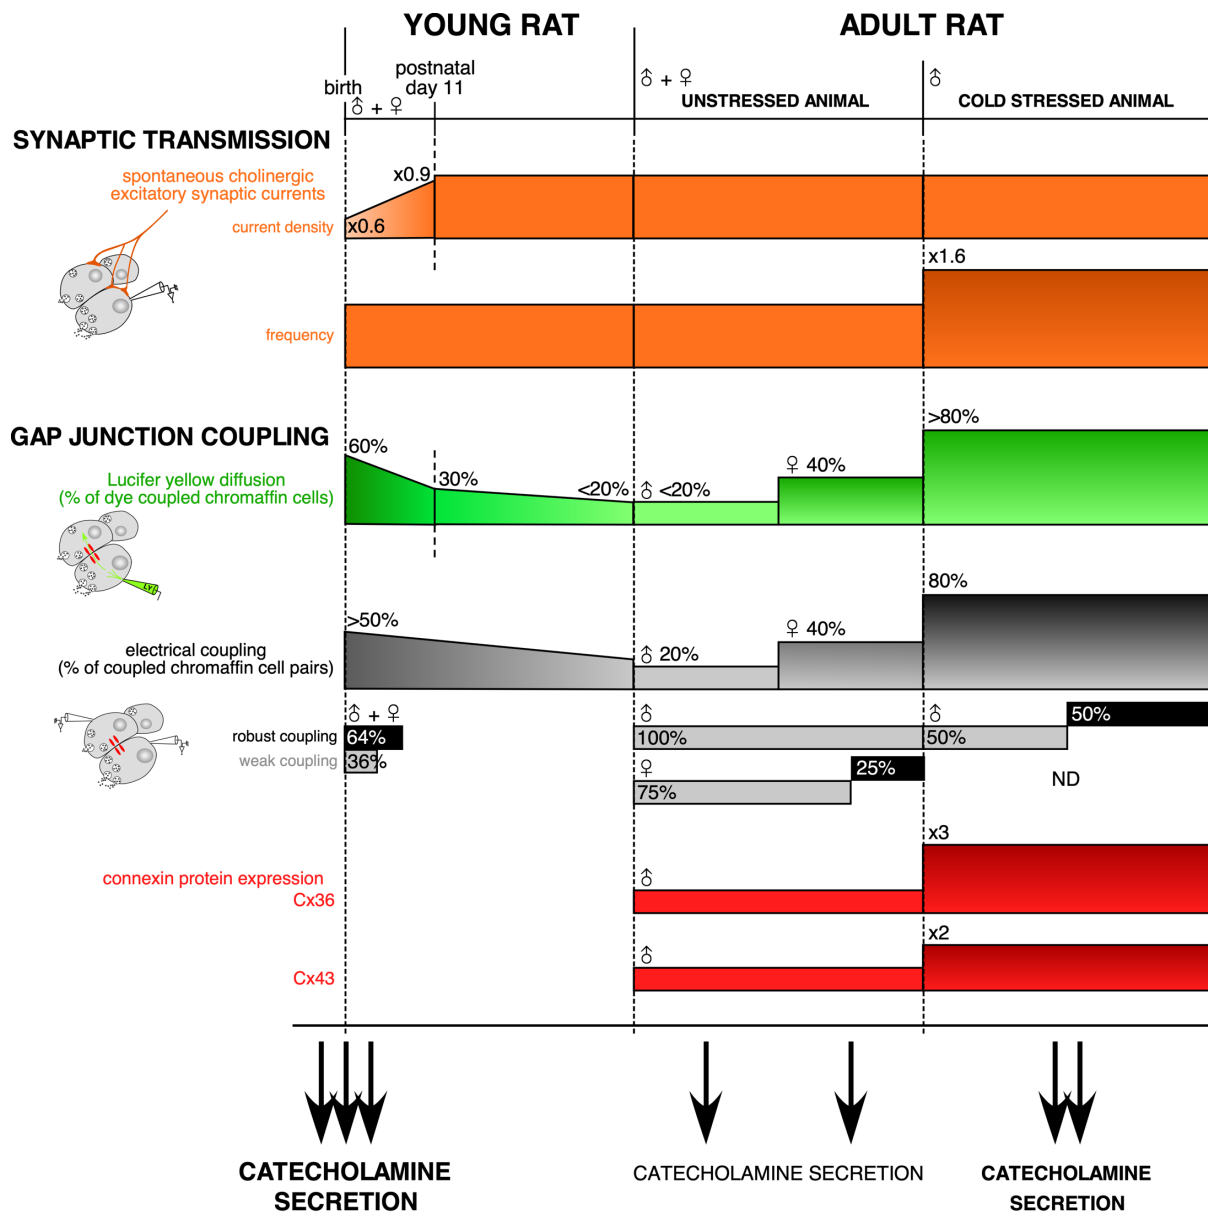 YOUNG RAT
ADULT RAT
birth
postnatal
day 11
♂ + ♀
♂ + ♀
UNSTRESSED ANIMAL
♂
COLD STRESSED ANIMAL
SYNAPTIC TRANSMISSION
spontaneous cholinergic
excitatory synaptic currents
current density
x0.6
x0.9
frequency
x1.6
GAP JUNCTION COUPLING
Lucifer yellow diffusion
(% of dye coupled chromaffin cells)
60%
30%
<20%
♂ <20%
♀ 40%
>80%
LY
electrical coupling
(% of coupled chromaffin cell pairs)
>50%
♂ 20%
♀ 40%
80%
robust coupling
weak coupling
♂ + ♀
64%
36%
♂
100%
♀
75%
25%
♂
50%
50%
ND
connexin protein expression
Cx36
♂
x3
Cx43
♂
x2
CATECHOLAMINE
SECRETION
CATECHOLAMINE SECRETION
CATECHOLAMINE
SECRETION